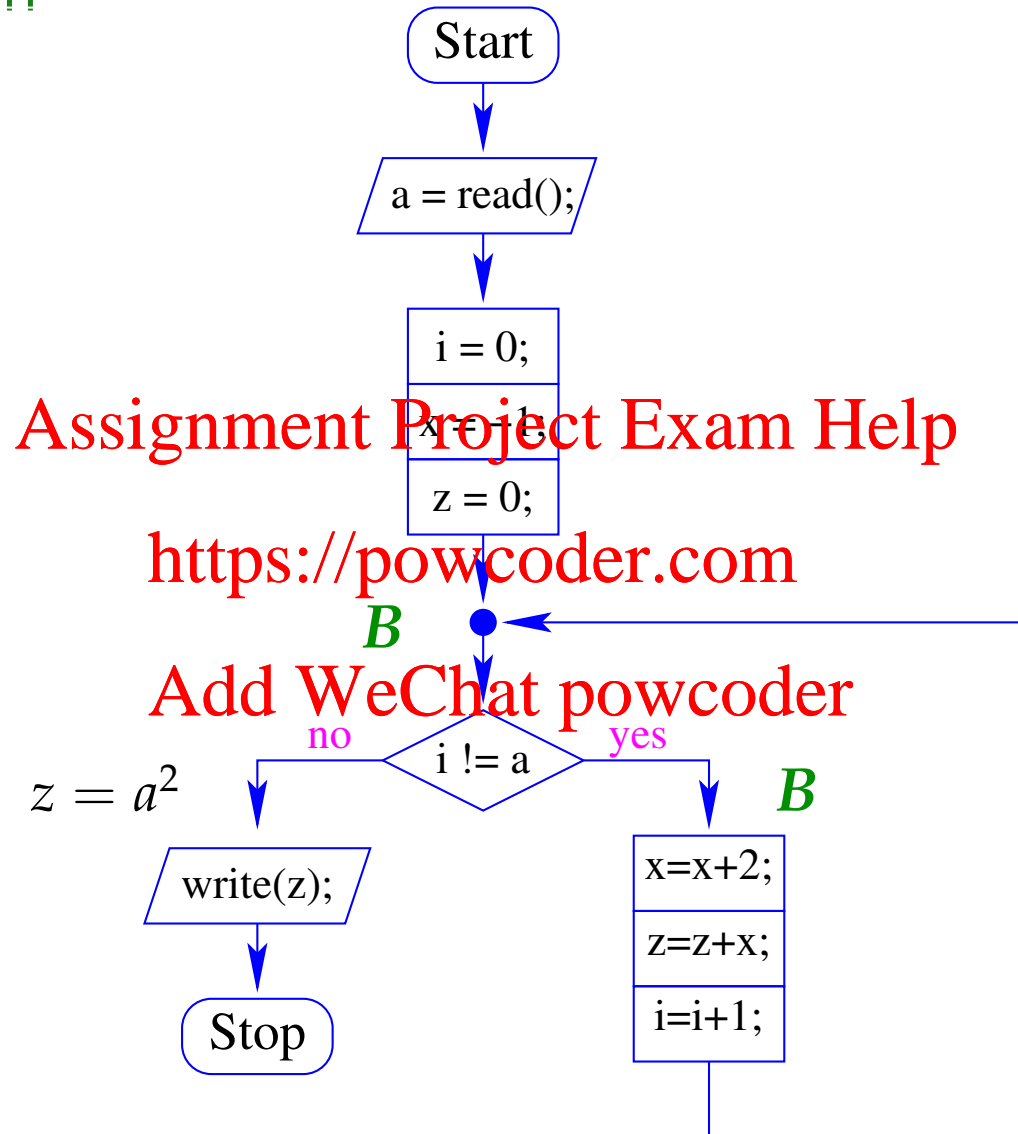 Start
a = read();
i = 0;
x = −1;
Assignment Project Exam Help
z = 0;
https://powcoder.com
B
Add WeChat powcoder
no
yes
i != a
z = a²
B
x=x+2;
write(z);
z=z+x;
i=i+1;
Stop